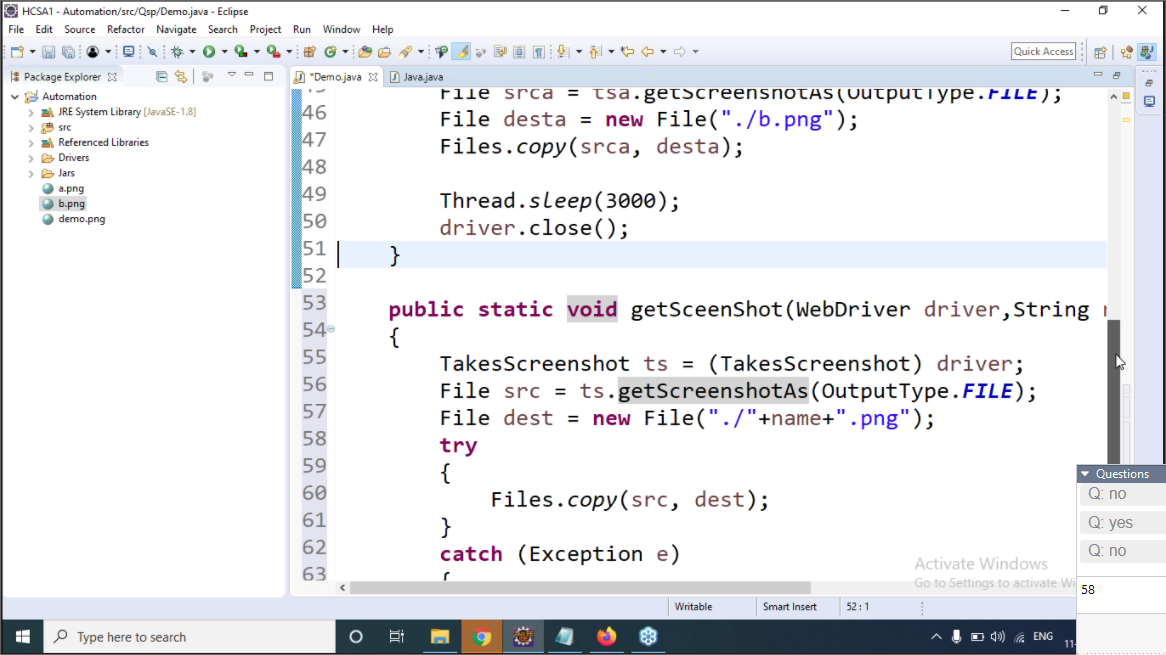 HCSA1 - Automation/src/Qsp/Demo.java - Eclipse
File Edit Source Refactor Navigate Search Project Run Window Help
Quick Access
Package Explorer
*Demo.java
Java.java
Automation
JRE System Library [JavaSE-1.8]
src
Referenced Libraries
Drivers
Jars
a.png
b.png
demo.png
File srca = tsa.getScreenshotAs(OutputType.FILE);
46 File desta = new File("./b.png");
47 Files.copy(srca, desta);
48
49 Thread.sleep(3000);
50 driver.close();
51 }
52
53 public static void getSceenShot(WebDriver driver,String
54 {
55 TakesScreenshot ts = (TakesScreenshot) driver;
56 File src = ts.getScreenshotAs(OutputType.FILE);
57 File dest = new File("./"+name+".png");
58 try
59 {
60 Files.copy(src, dest);
61 }
62 catch (Exception e)
63 {
Questions
Q: no
Q: yes
Q: no
58
Activate Windows
Go to Settings to activate
Writable
Smart Insert
52 : 1
Type here to search
ENG
11